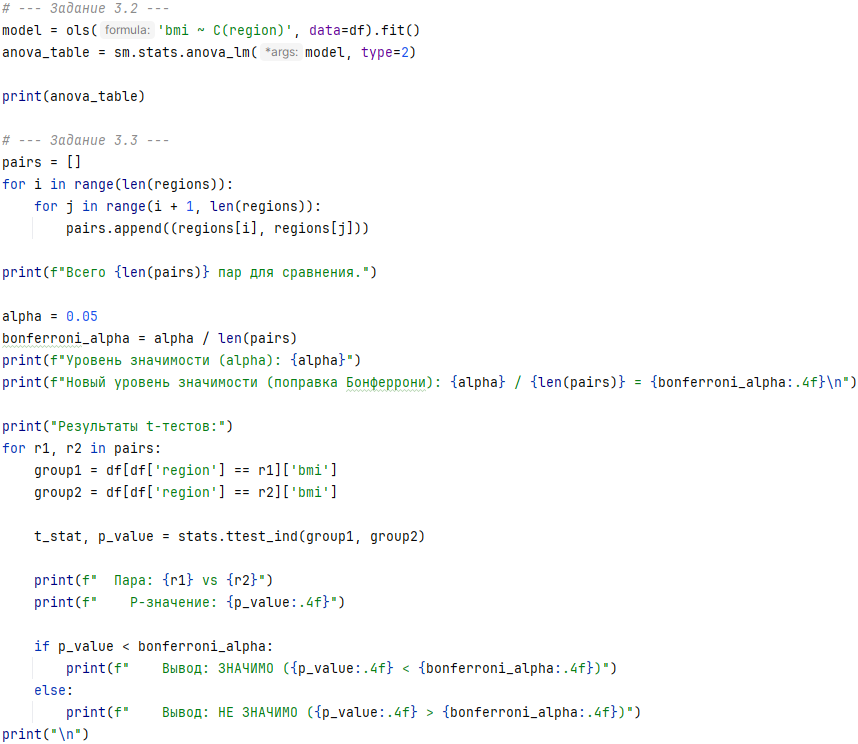 # --- Задание 3.2 ---
model = ols( formula: 'bmi ~ C(region)', data=df).fit()
anova_table = sm.stats.anova_lm( *args: model, type=2)

print(anova_table)

# --- Задание 3.3 ---
pairs = []
for i in range(len(regions)):
    for j in range(i + 1, len(regions)):
        pairs.append((regions[i], regions[j]))

print(f"Всего {len(pairs)} пар для сравнения.")

alpha = 0.05
bonferroni_alpha = alpha / len(pairs)
print(f"Уровень значимости (alpha): {alpha}")
print(f"Новый уровень значимости (поправка Бонферрони): {alpha} / {len(pairs)} = {bonferroni_alpha:.4f}\n")

print("Результаты t-тестов:")
for r1, r2 in pairs:
    group1 = df[df['region'] == r1]['bmi']
    group2 = df[df['region'] == r2]['bmi']

    t_stat, p_value = stats.ttest_ind(group1, group2)

    print(f"  Пара: {r1} vs {r2}")
    print(f"    P-значение: {p_value:.4f}")

    if p_value < bonferroni_alpha:
        print(f"    Вывод: ЗНАЧИМО ({p_value:.4f} < {bonferroni_alpha:.4f})")
    else:
        print(f"    Вывод: НЕ ЗНАЧИМО ({p_value:.4f} > {bonferroni_alpha:.4f})")
print("\n")